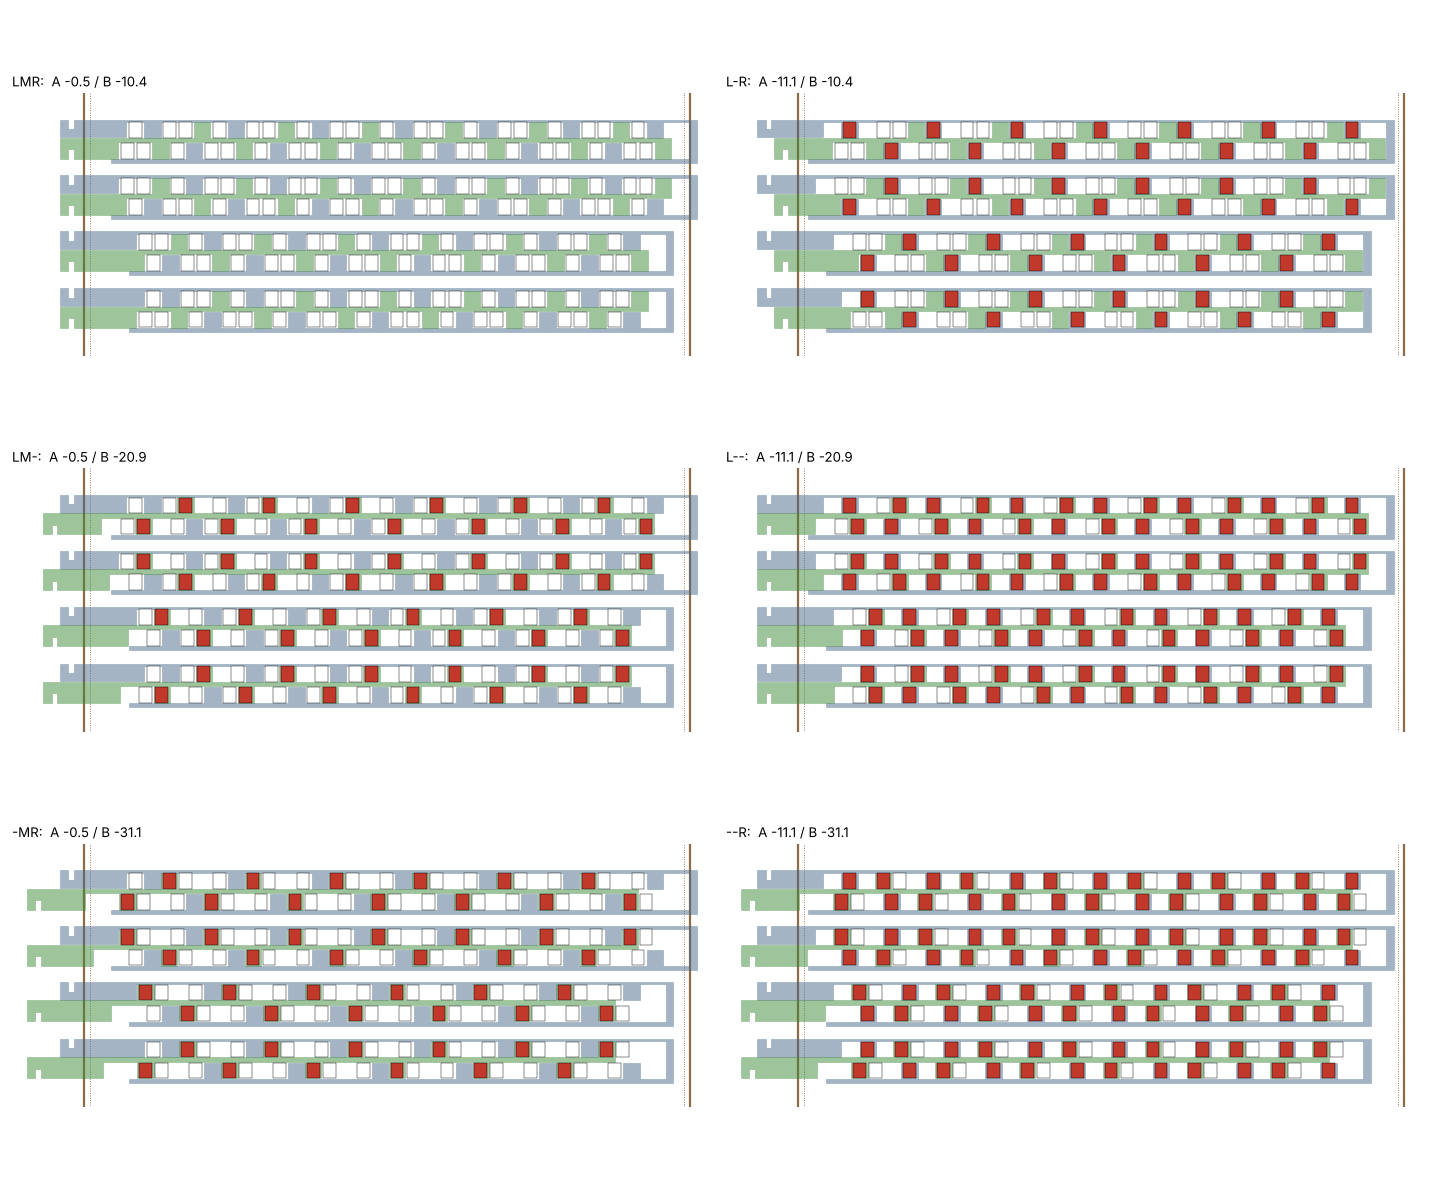 LMR: A -0.5 / B -10.4
L-R: A -11.1 / B -10.4
LM-: A -0.5 / B -20.9
L--: A -11.1 / B -20.9
-MR: A -0.5 / B -31.1
--R: A -11.1 / B -31.1